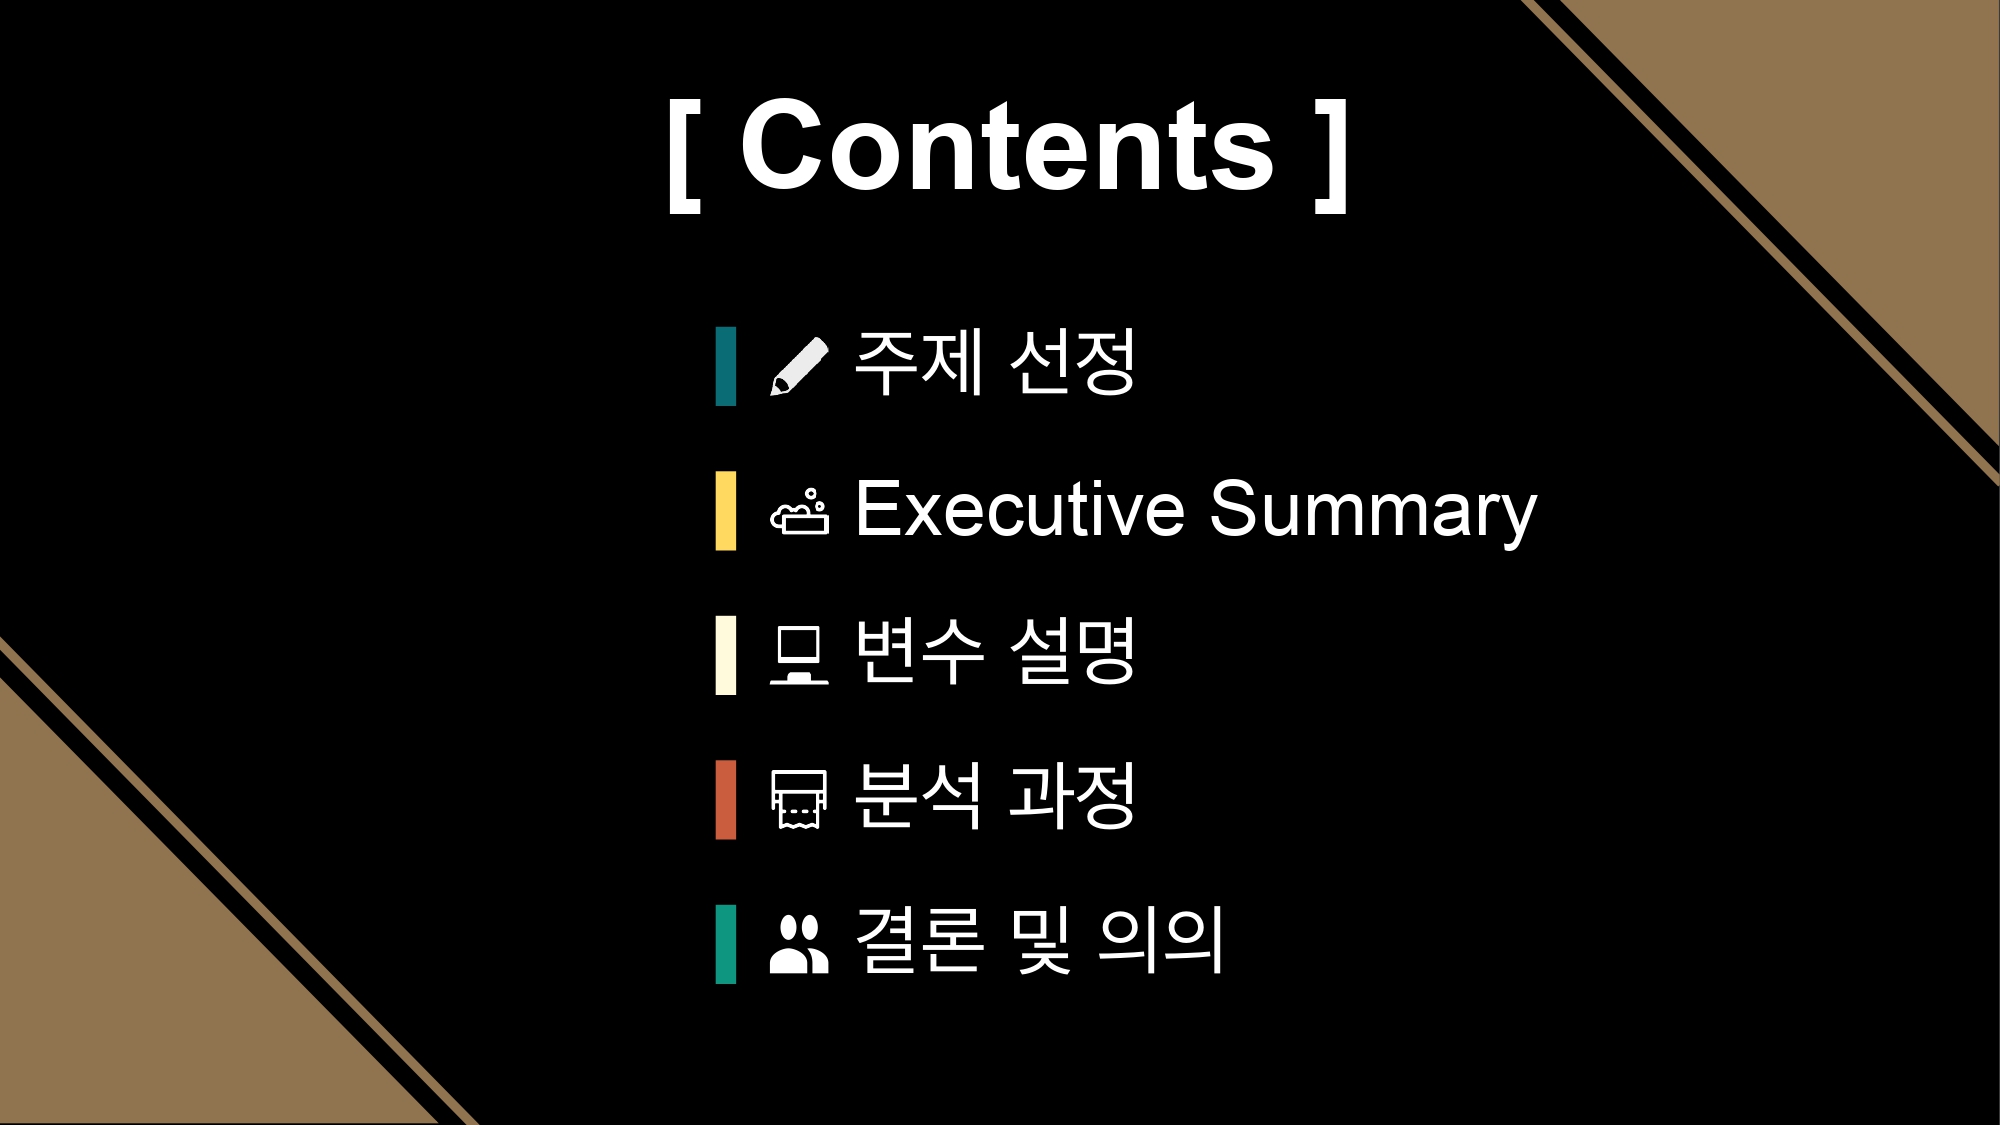 [ Contents ]
주제 선정
Executive Summary
변수 설명
분석 과정
결론 및 의의